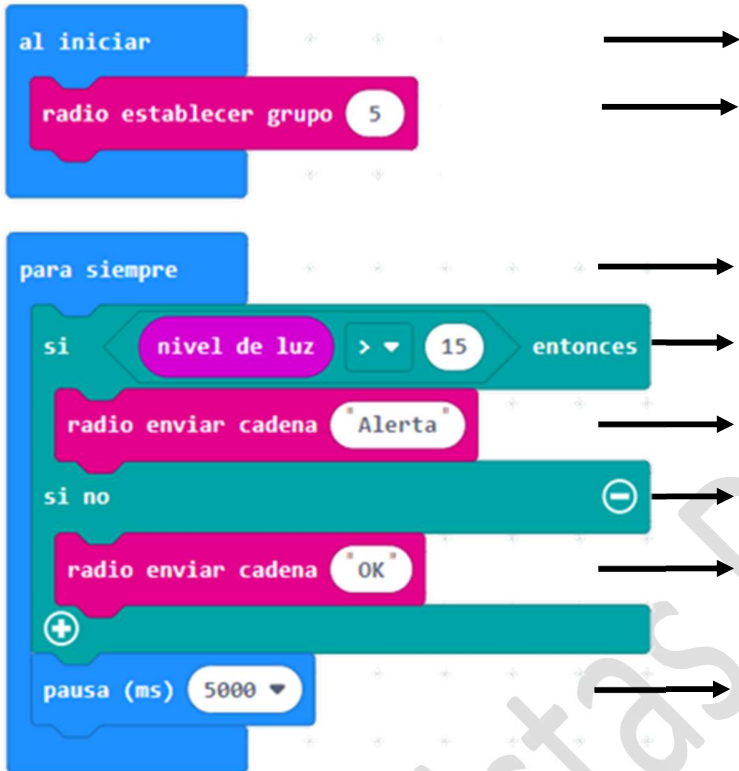 al iniciar
radio establecer grupo 5
para siempre
si nivel de luz > 15 entonces
radio enviar cadena "Alerta"
si no
radio enviar cadena "OK"
pausa (ms) 5000